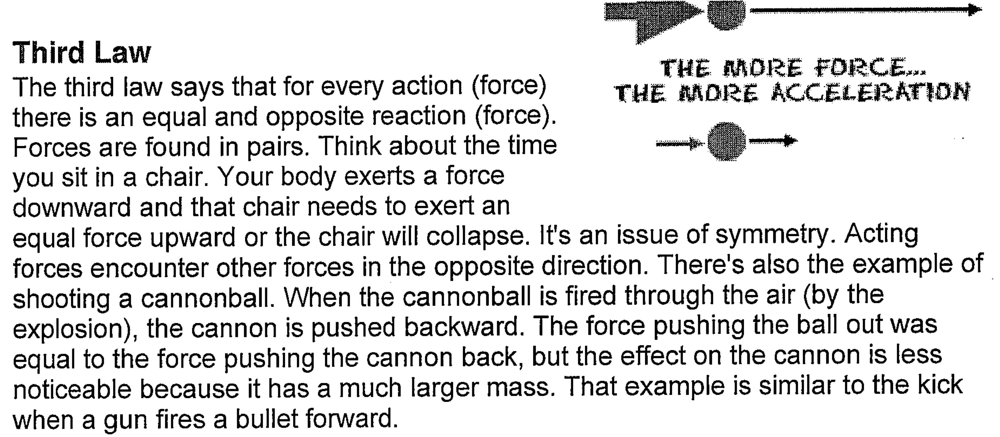 Third Law
The third law says that for every action (force)
there is an equal and opposite reaction (force).
Forces are found in pairs. Think about the time
you sit in a chair. Your body exerts a force
downward and that chair needs to exert an
equal force upward or the chair will collapse. It's an issue of symmetry. Acting
forces encounter other forces in the opposite direction. There's also the example of
shooting a cannonball. When the cannonball is fired through the air (by the
explosion), the cannon is pushed backward. The force pushing the ball out was
equal to the force pushing the cannon back, but the effect on the cannon is less
noticeable because it has a much larger mass. That example is similar to the kick
when a gun fires a bullet forward.
THE MORE FORCE...
THE MORE ACCELERATION